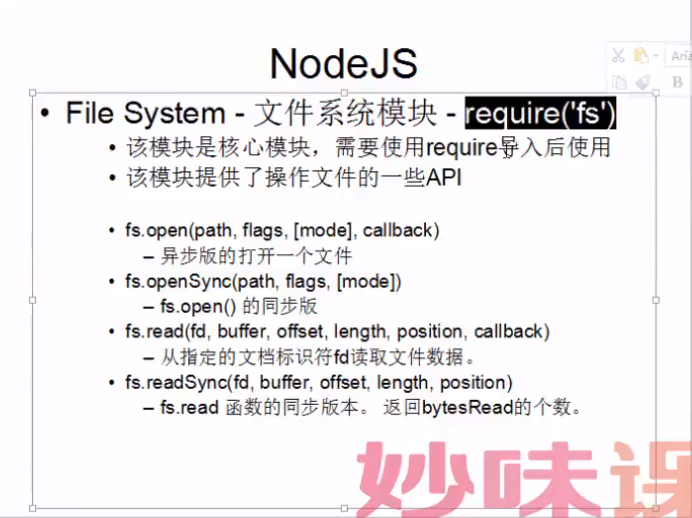 NodeJS
• File System - 文件系统模块 - require('fs')
• 该模块是核心模块，需要使用require导入后使用
• 该模块提供了操作文件的一些API
• fs.open(path, flags, [mode], callback)
– 异步版的打开一个文件
• fs.openSync(path, flags, [mode])
– fs.open() 的同步版
• fs.read(fd, buffer, offset, length, position, callback)
– 从指定的文档标识符fd读取文件数据。
• fs.readSync(fd, buffer, offset, length, position)
– fs.read 函数的同步版本。 返回bytesRead的个数。
妙味课
Aria
B